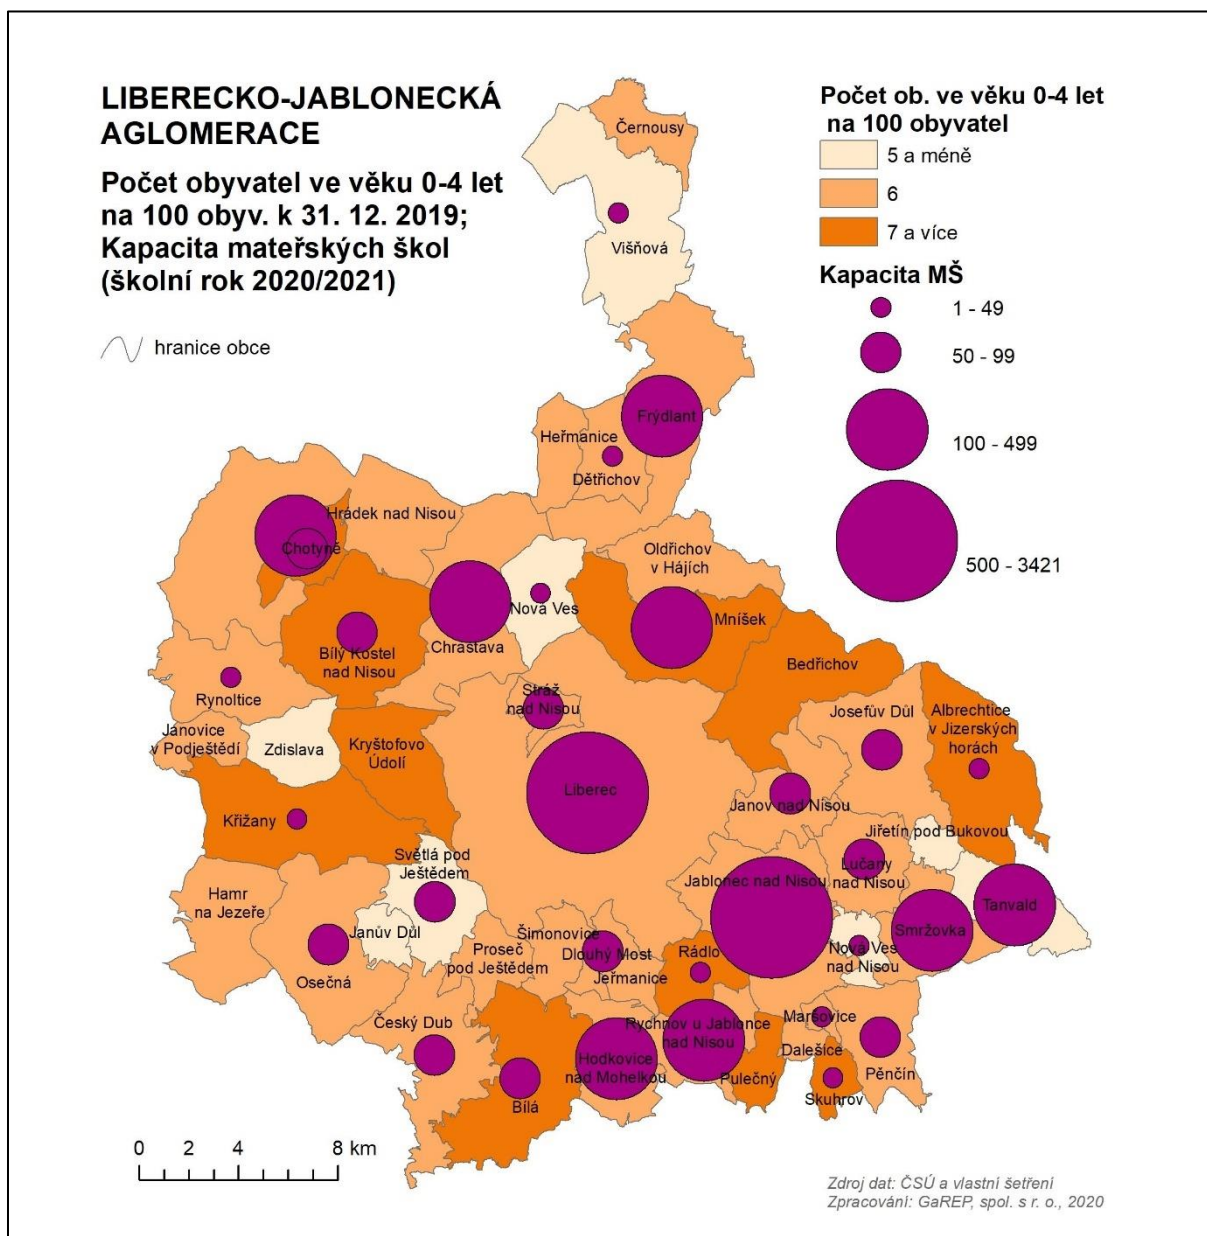 LIBERECKO-JABLONECKÁ
AGLOMERACE
Počet obyvatel ve věku 0-4 let
na 100 obyv. k 31. 12. 2019;
Kapacita mateřských škol
(školní rok 2020/2021)
hranice obce
Počet ob. ve věku 0-4 let
na 100 obyvatel
5 a méně
6
7 a více
Kapacita MŠ
1 - 49
50 - 99
100 - 499
500 - 3421
Černousy
Višňová
Frýdlant
Heřmanice
Dětřichov
Hrádek nad Nisou
Chotyně
Oldřichov
v Hájích
Nová Ves
Mníšek
Chrastava
Bílý Kostel
nad Nisou
Bedřichov
Rynoltice
Stráž
nad Nisou
Josefův Důl
Albrechtice
v Jizerských
horách
Jánovice
v Podještědí
Zdislava
Kryštofovo
Údolí
Liberec
Janov nad Nisou
Křižany
Jiřetín pod Bukovou
Světlá pod
Ještědem
Lučany
nad Nisou
Jablonec nad Nisou
Hamr
na Jezeře
Tanvald
Janův Důl
Šimonovice
Smržovka
Proseč
pod Ještědem
Dlouhý Most
Rádlo
Nová Ves
nad Nisou
Osečná
Jeřmanice
Český Dub
Maršovice
Rychnov u Jablonce
nad Nisou
Dalešice
Hodkovice
nad Mohelkou
Pulečný
Pěnčín
Skuhrov
Bílá
0 2 4 8 km
Zdroj dat: ČSÚ a vlastní šetření
Zpracování: GaREP, spol. s r. o., 2020